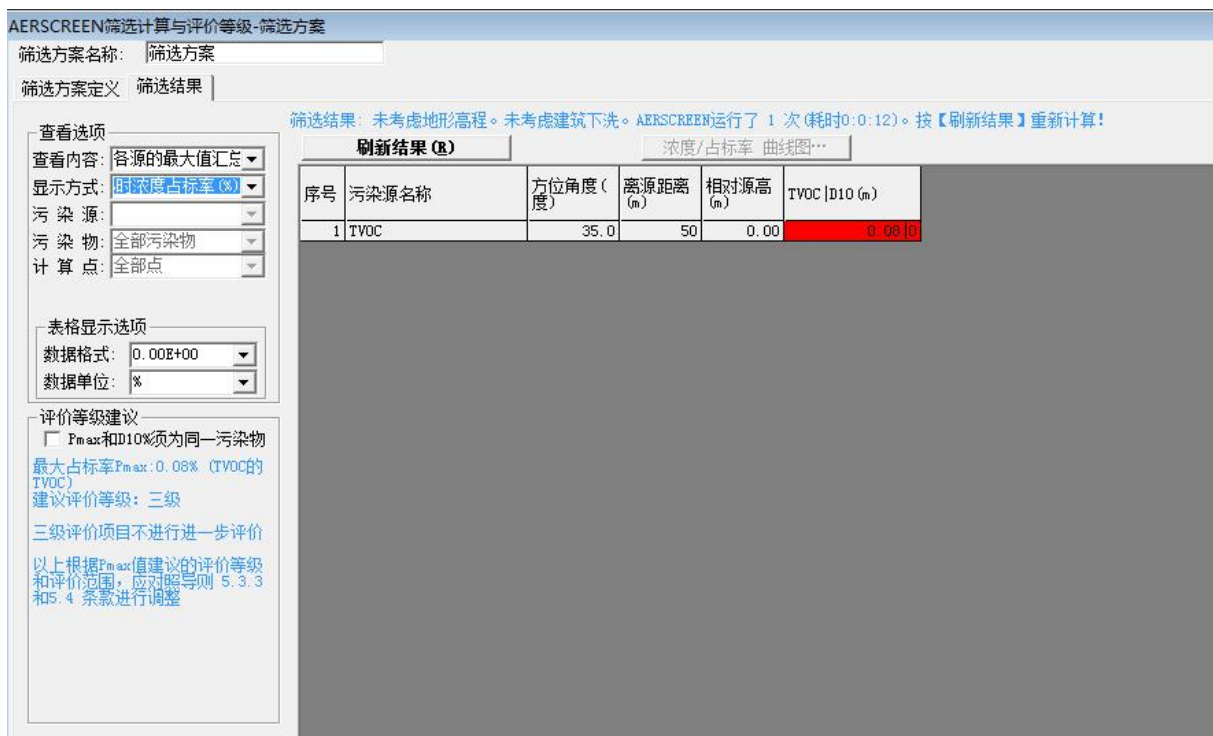 AERSCREEN筛选计算与评价等级-筛选方案
筛选方案名称: 筛选方案
筛选方案定义 筛选结果
筛选结果: 未考虑地形高程。未考虑建筑下洗。AERSCREEN运行了 1 次(耗时0:0:12)。按【刷新结果】重新计算!
查看选项
查看内容: 各源的最大值汇总
显示方式: 时浓度占标率(%)
污 染 源:
污 染 物: 全部污染物
计 算 点: 全部点
刷新结果(R) 浓度/占标率 曲线图…
序号 污染源名称 方位角度(度) 离源距离(m) 相对源高(m) TVOC|D10(m)
1 TVOC 35.0 50 0.00 0.08|0
表格显示选项
数据格式: 0.00E+00
数据单位: %
评价等级建议
Pmax和D10%须为同一污染物
最大占标率Pmax:0.08% (TVOC的
TVOC)
建议评价等级: 三级
三级评价项目不进行进一步评价
以上根据Pmax值建议的评价等级
和评价范围,应对照导则 5.3.3
和5.4 条款进行调整